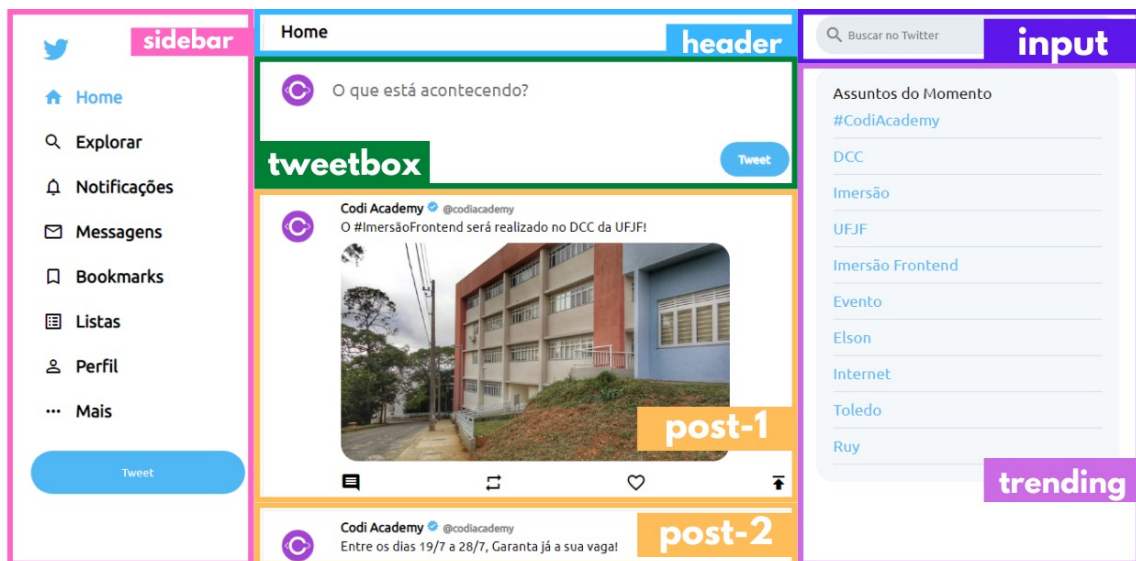 sidebar
Home
Explorar
Notificações
Messagens
Bookmarks
Listas
Perfil
Mais
Tweet
Home
header
O que está acontecendo?
tweetbox
Tweet
Codi Academy @codiacademy
O #ImersãoFrontend será realizado no DCC da UFJF!
post-1
Codi Academy @codiacademy
Entre os dias 19/7 a 28/7, Garanta já a sua vaga!
post-2
Buscar no Twitter
input
Assuntos do Momento
#CodiAcademy
DCC
Imersão
UFJF
Imersão Frontend
Evento
Elson
Internet
Toledo
Ruy
trending